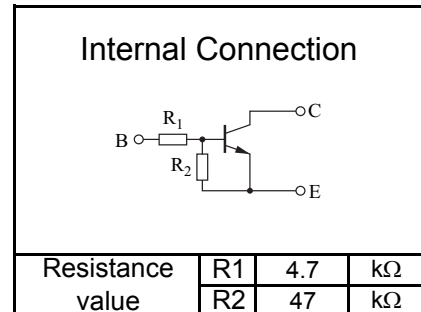 Internal Connection
C
R1
B
R2
E
Resistance value R1 4.7 kΩ
R2 47 kΩ